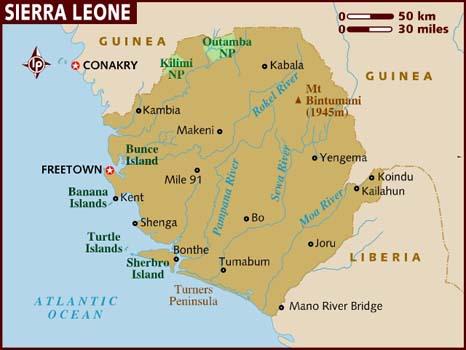 SIERRA LEONE
50 km
30 miles
GUINEA
Outamba
NP
Kilimi
NP
UP
CONAKRY
Kabala
GUINEA
Rokel River
Mt
Bintumani
(1945m)
Kambia
Makeni
Bunce
Island
Yengema
FREETOWN
Mile 91
Koindu
Kailahun
Banana
Islands
Kent
Pampana River
Sewa River
Moa River
Shenga
Bo
Turtle
Islands
Bonthe
Joru
LIBERIA
Sherbro
Island
Tumabum
Turners
Peninsula
ATLANTIC
OCEAN
Mano River Bridge